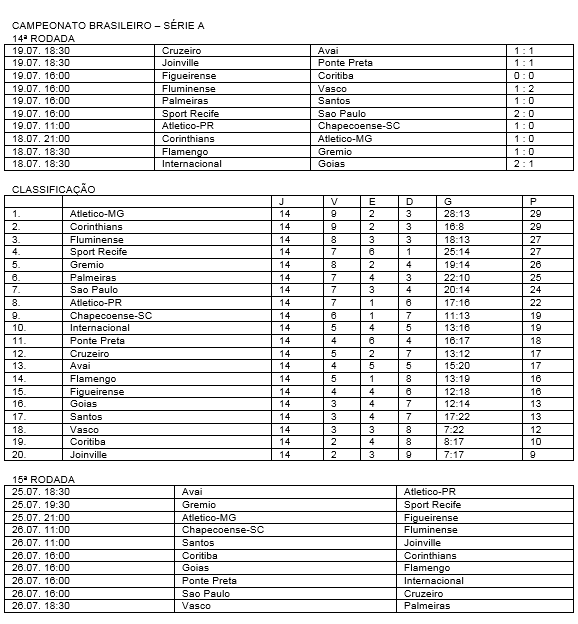 CAMPEONATO BRASILEIRO – SÉRIE A
14ª RODADA
19.07. 18:30 Cruzeiro Avai 1 : 1
19.07. 18:30 Joinville Ponte Preta 1 : 1
19.07. 16:00 Figueirense Coritiba 0 : 0
19.07. 16:00 Fluminense Vasco 1 : 2
19.07. 16:00 Palmeiras Santos 1 : 0
19.07. 16:00 Sport Recife Sao Paulo 2 : 0
19.07. 11:00 Atletico-PR Chapecoense-SC 1 : 0
18.07. 21:00 Corinthians Atletico-MG 1 : 0
18.07. 18:30 Flamengo Gremio 1 : 0
18.07. 18:30 Internacional Goias 2 : 1
CLASSIFICAÇÃO
J V E D G P
1. Atletico-MG 14 9 2 3 28:13 29
2. Corinthians 14 9 2 3 16:8 29
3. Fluminense 14 8 3 3 18:13 27
4. Sport Recife 14 7 6 1 25:14 27
5. Gremio 14 8 2 4 19:14 26
6. Palmeiras 14 7 4 3 22:10 25
7. Sao Paulo 14 7 3 4 20:14 24
8. Atletico-PR 14 7 1 6 17:16 22
9. Chapecoense-SC 14 6 1 7 11:13 19
10. Internacional 14 5 4 5 13:16 19
11. Ponte Preta 14 4 6 4 16:17 18
12. Cruzeiro 14 5 2 7 13:12 17
13. Avai 14 4 5 5 15:20 17
14. Flamengo 14 5 1 8 13:19 16
15. Figueirense 14 4 4 6 12:18 16
16. Goias 14 3 4 7 12:14 13
17. Santos 14 3 4 7 17:22 13
18. Vasco 14 3 3 8 7:22 12
19. Coritiba 14 2 4 8 8:17 10
20. Joinville 14 2 3 9 7:17 9
15ª RODADA
25.07. 18:30 Avai Atletico-PR
25.07. 19:30 Gremio Sport Recife
25.07. 21:00 Atletico-MG Figueirense
26.07. 11:00 Chapecoense-SC Fluminense
26.07. 11:00 Santos Joinville
26.07. 16:00 Coritiba Corinthians
26.07. 16:00 Goias Flamengo
26.07. 16:00 Ponte Preta Internacional
26.07. 16:00 Sao Paulo Cruzeiro
26.07. 18:30 Vasco Palmeiras